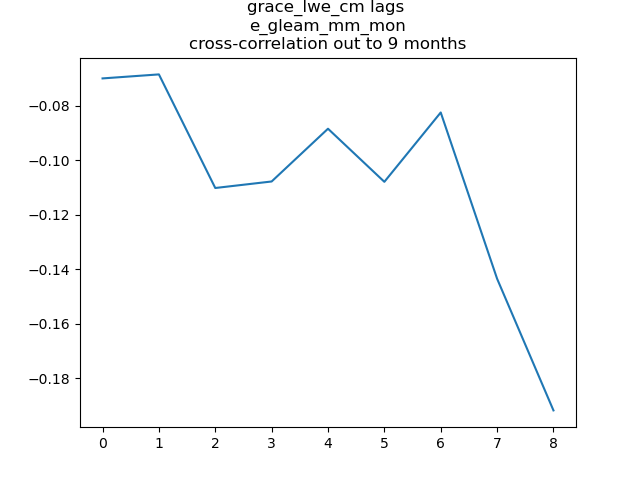 grace_lwe_cm lags
e_gleam_mm_mon
cross-correlation out to 9 months
−0.08
−0.10
−0.12
−0.14
−0.16
−0.18
0 1 2 3 4 5 6 7 8